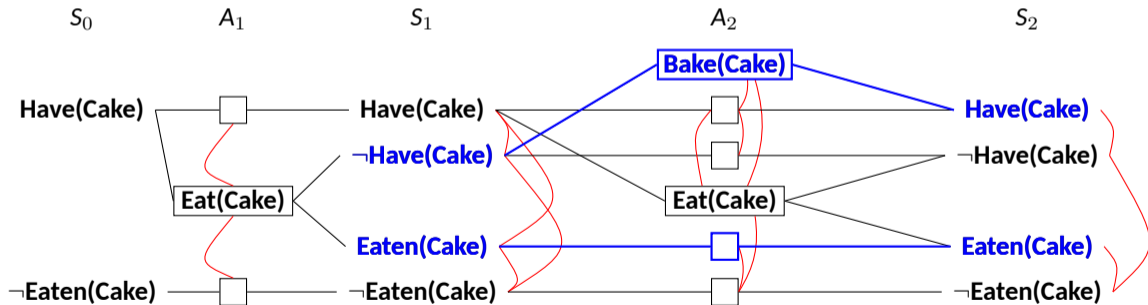 S₀ A₁ S₁ A₂ S₂
Bake(Cake)
Have(Cake) Have(Cake) Have(Cake)
¬Have(Cake) ¬Have(Cake)
Eat(Cake) Eat(Cake)
Eaten(Cake) Eaten(Cake)
¬Eaten(Cake) ¬Eaten(Cake) ¬Eaten(Cake)